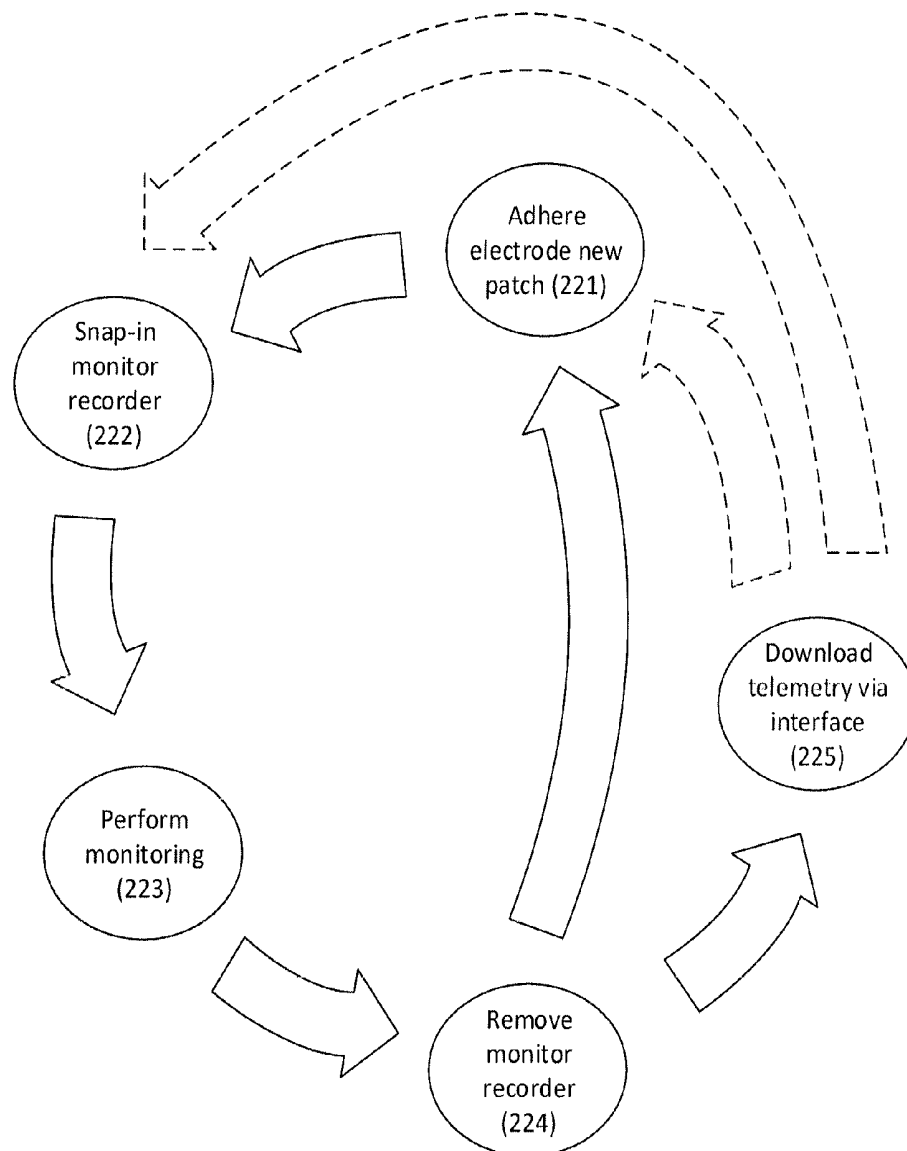 Adhere
electrode new
patch (221)
Snap-in
monitor
recorder
(222)
Download
telemetry via
interface
(225)
Perform
monitoring
(223)
Remove
monitor
recorder
(224)